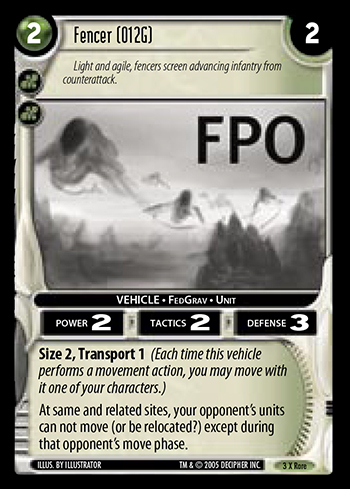 2 Fencer (012G) 2
Light and agile, fencers screen advancing infantry from
counterattack.
FPO
VEHICLE • FEDGRAV • UNIT
POWER 2 TACTICS 2 DEFENSE 3
Size 2, Transport 1 (Each time this vehicle
performs a movement action, you may move with
it one of your characters.)
At same and related sites, your opponent's units
can not move (or be relocated?) except during
that opponent's move phase.
ILLUS. BY ILLUSTRATOR TM & © 2005 DECIPHER INC. 3 X Rare